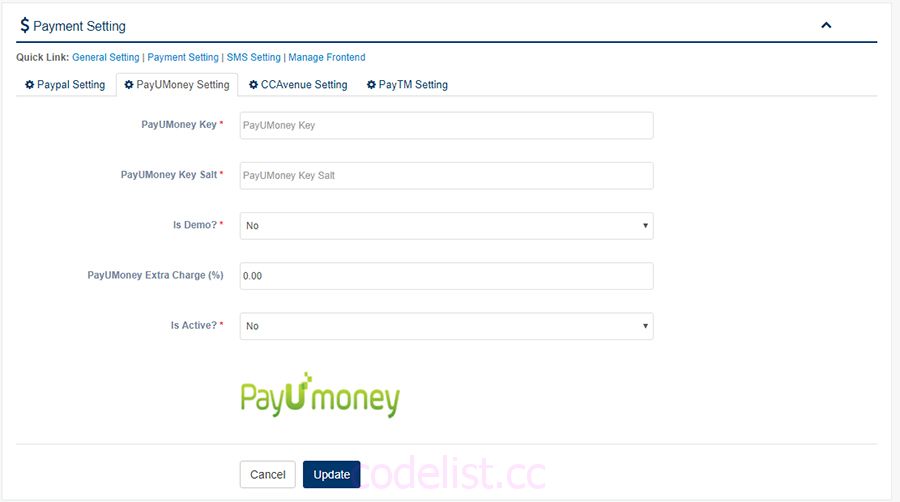 $ Payment Setting
Quick Link: General Setting | Payment Setting | SMS Setting | Manage Frontend
Paypal Setting PayUMoney Setting CCAvenue Setting PayTM Setting
PayUMoney Key * PayUMoney Key
PayUMoney Key Salt * PayUMoney Key Salt
Is Demo? * No
PayUMoney Extra Charge (%) 0.00
Is Active? * No
PayUmoney
Cancel Update codelist.cc